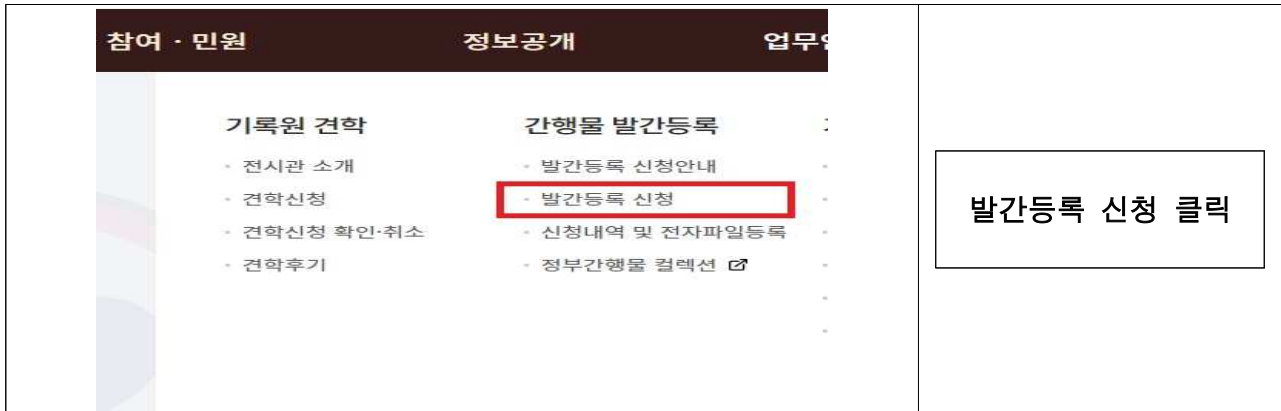 참여 · 민원 정보공개 업무
기록원 견학 간행물 발간등록
· 전시관 소개 · 발간등록 신청안내
· 견학신청 · 발간등록 신청
· 견학신청 확인·취소 · 신청내역 및 전자파일등록
· 견학후기 · 정부간행물 컬렉션
발간등록 신청 클릭